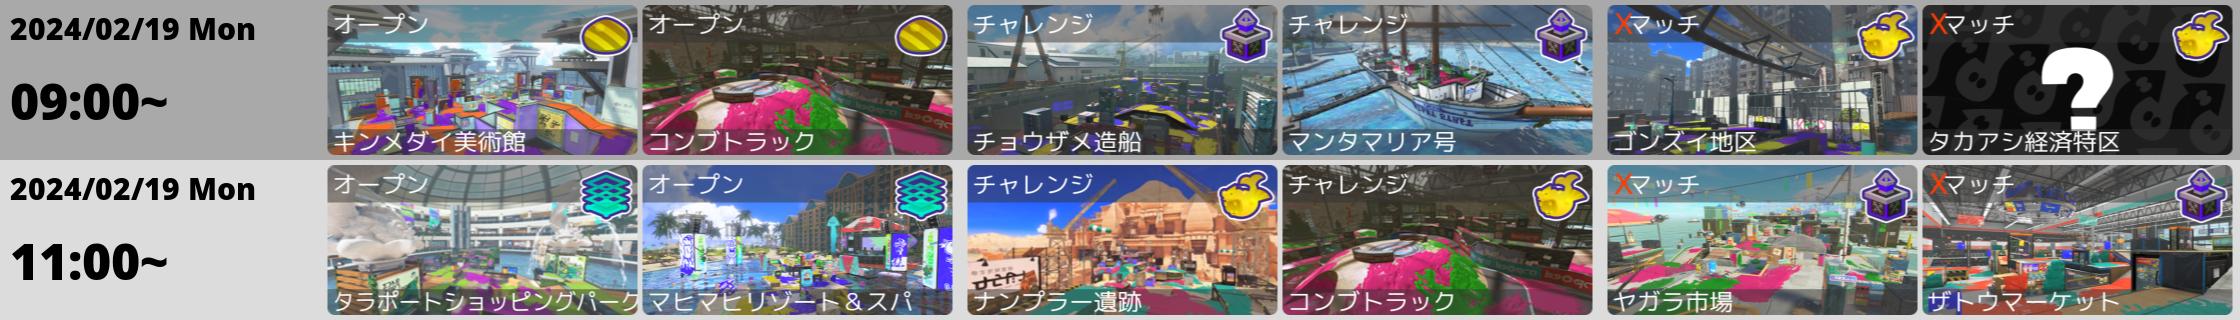 2024/02/19 Mon
09:00~
オープン
キンメダイ美術館
オープン
コンブトラック
チャレンジ
チョウザメ造船
チャレンジ
マンタマリア号
Xマッチ
ゴンズイ地区
Xマッチ
?
タカアシ経済特区
2024/02/19 Mon
11:00~
オープン
タラポートショッピングパーク
オープン
マヒマヒリゾート&スパ
チャレンジ
ナンプラー遺跡
チャレンジ
コンブトラック
Xマッチ
ヤガラ市場
Xマッチ
ザトウマーケット